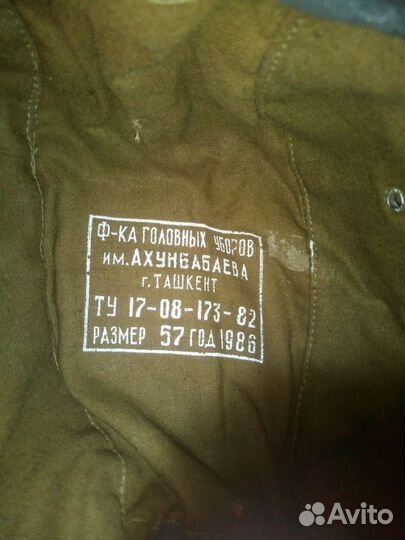 Ф-КА ГОЛОВНЫХ УБОРОВ
ИМ. АХУНБАБАЕВА
г. ТАШКЕНТ
ТУ 17-08-173-82
РАЗМЕР 57 ГОД 1986
Avito